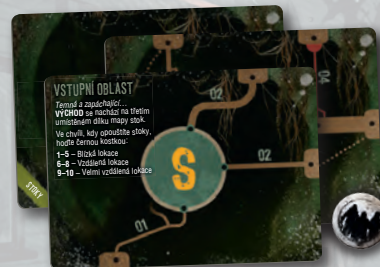 VSTUPNÍ OBLAST
Temná a zapáchající...
VÝCHOD se nachází na třetím
umístěném dílku mapy stok.
Ve chvíli, kdy opouštíte stoky,
hoďte černou kostkou:
1–5 – Blízká lokace
6–8 – Vzdálená lokace
9–10 – Velmi vzdálená lokace
STOKY
S
02
02
01
04